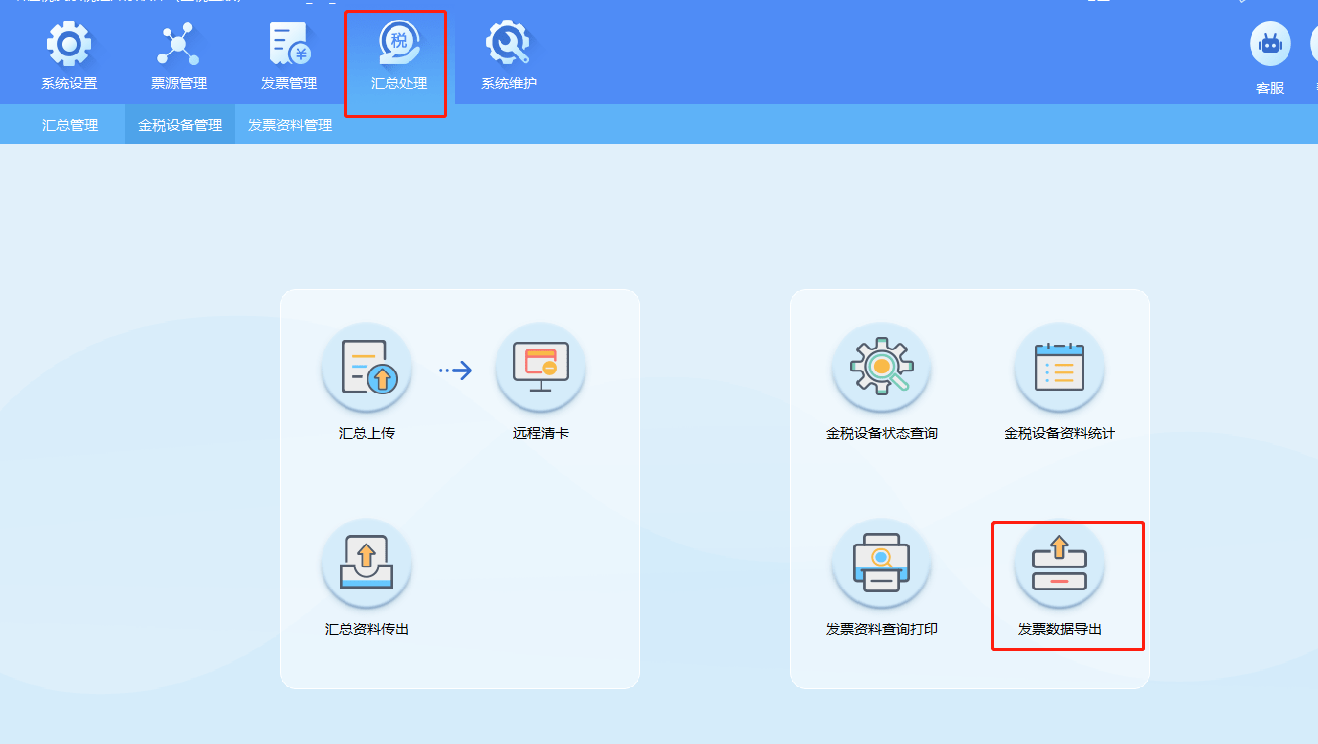 系统设置
票源管理
发票管理
税
汇总处理
系统维护
客服
汇总管理
金税设备管理
发票资料管理
汇总上传
远程清卡
金税设备状态查询
金税设备资料统计
汇总资料传出
发票资料查询打印
发票数据导出